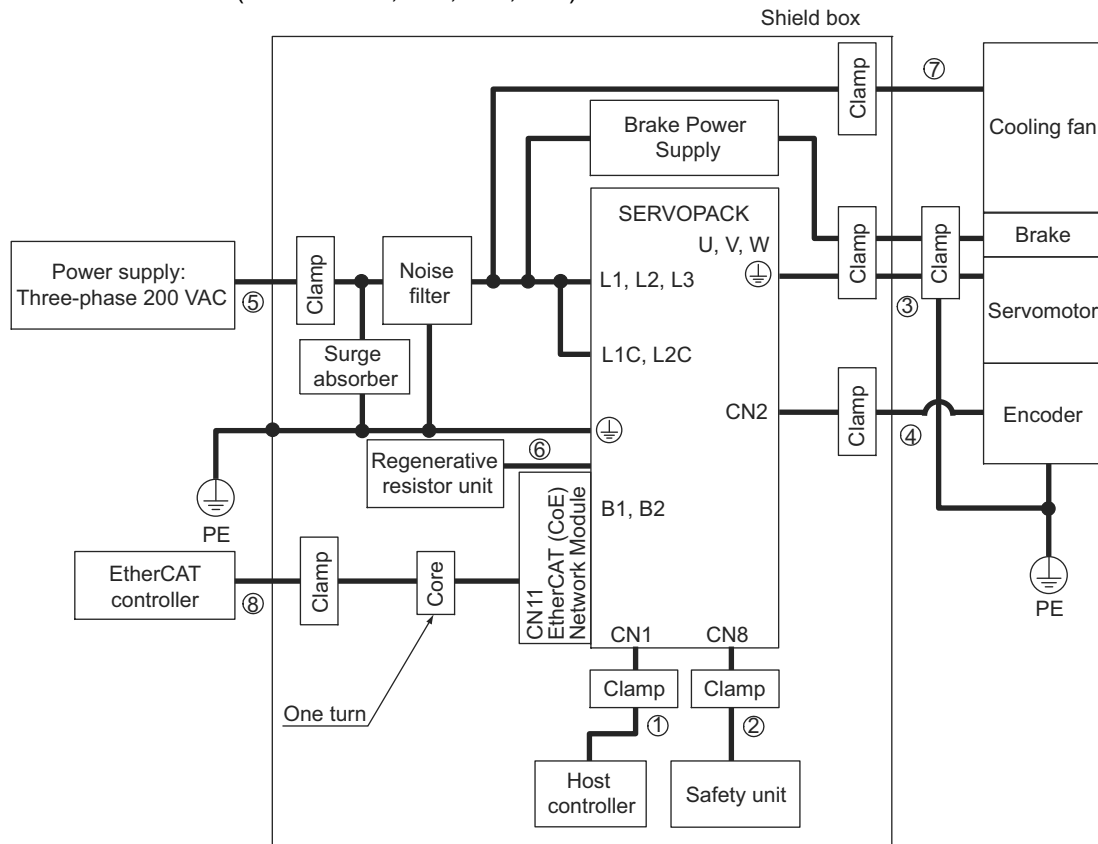 Shield box
⑦
Clamp
Cooling fan
Brake Power
Supply
SERVOPACK
U, V, W
Clamp
Clamp
Brake
Power supply:
Three-phase 200 VAC
⑤
Clamp
Noise
filter
L1, L2, L3
③
Servomotor
Surge
absorber
L1C, L2C
CN2
Clamp
④
Encoder
⑥
Regenerative
resistor unit
B1, B2
PE
EtherCAT
controller
⑧
Clamp
Core
CN11
EtherCAT (CoE)
Network Module
PE
CN1
CN8
Clamp
Clamp
One turn
①
②
Host
controller
Safety unit